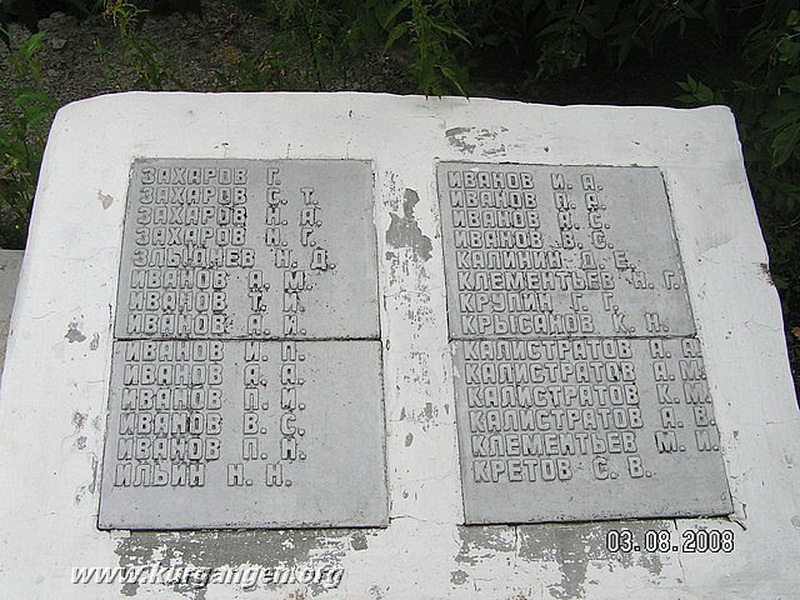 ЗАХАРОВ Г.
ЗАХАРОВ С. Т.
ЗАХАРОВ Н. А.
ЗАХАРОВ Н. Г.
ЗЛЫДНЕВ Н. Д.
ИВАНОВ А. М.
ИВАНОВ Т. И.
ИВАНОВ А. И.
ИВАНОВ И. П.
ИВАНОВ А. А.
ИВАНОВ П. И.
ИВАНОВ В. С.
ИВАНОВ П. Н.
ИЛЬИН Н. Н.
ИВАНОВ И. А.
ИВАНОВ А. А.
ИВАНОВ А. С.
ИВАНОВ В. С.
КАЛИНИН Д. Е.
КЛЕМЕНТЬЕВ Н. Г.
КРУПИН Г. Г.
КРЫСАНОВ К. Н.
КАЛИСТРАТОВ А. А.
КАЛИСТРАТОВ А. М.
КАЛИСТРАТОВ К. М.
КАЛИСТРАТОВ А. В.
КЛЕМЕНТЬЕВ М. И.
КРЕТОВ С. В.
03.08.2008
www.kurgangen.org